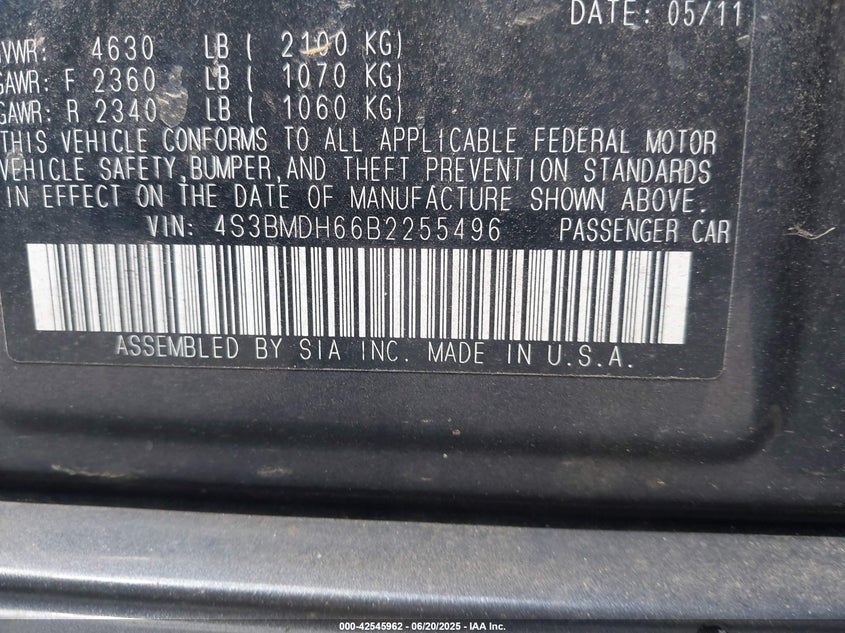 DATE: 05/11
GVWR: 4630 LB ( 2100 KG)
GAWR: F 2360 LB ( 1070 KG)
GAWR: R 2340 LB ( 1060 KG)
THIS VEHICLE CONFORMS TO ALL APPLICABLE FEDERAL MOTOR
VEHICLE SAFETY,BUMPER,AND THEFT PREVENTION STANDARDS
IN EFFECT ON THE DATE OF MANUFACTURE SHOWN ABOVE.
VIN: 4S3BMDH66B2255496 PASSENGER CAR
ASSEMBLED BY SIA INC. MADE IN U.S.A.
000-42545962 - 06/20/2025 - IAA Inc.